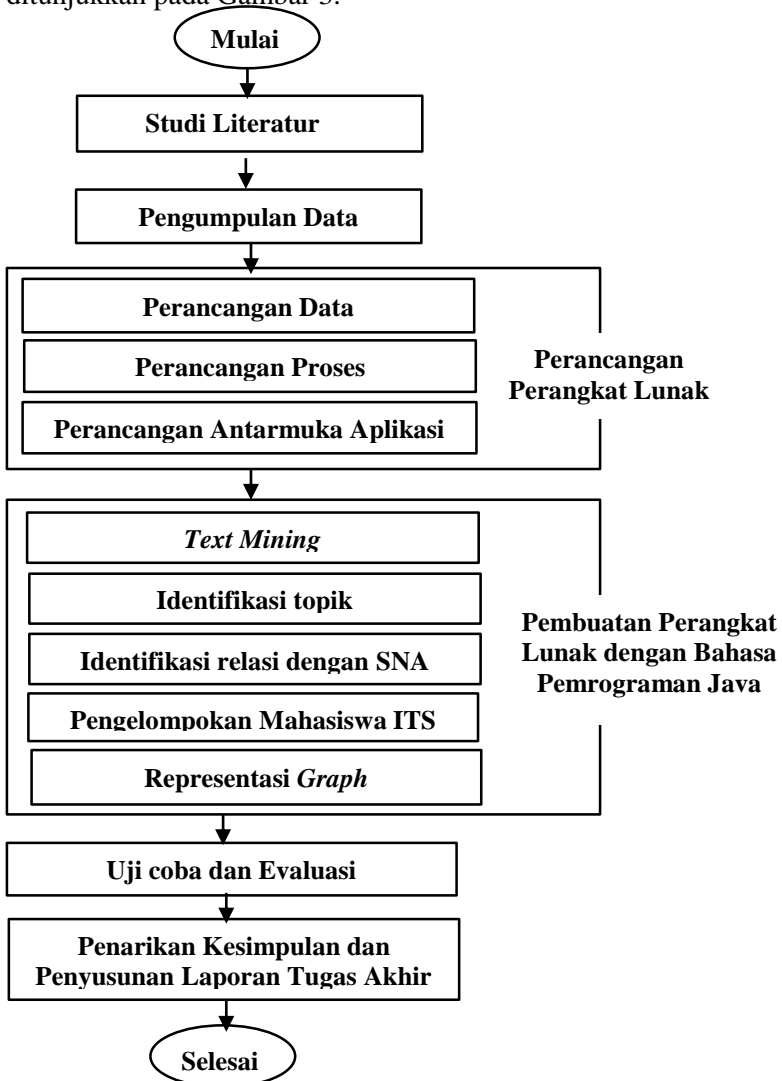 ditunjukkan pada Gambar 3.
Mulai
Studi Literatur
Pengumpulan Data
Perancangan Data
Perancangan Proses
Perancangan Antarmuka Aplikasi
Perancangan
Perangkat Lunak
Text Mining
Identifikasi topik
Identifikasi relasi dengan SNA
Pengelompokan Mahasiswa ITS
Representasi Graph
Pembuatan Perangkat
Lunak dengan Bahasa
Pemrograman Java
Uji coba dan Evaluasi
Penarikan Kesimpulan dan
Penyusunan Laporan Tugas Akhir
Selesai